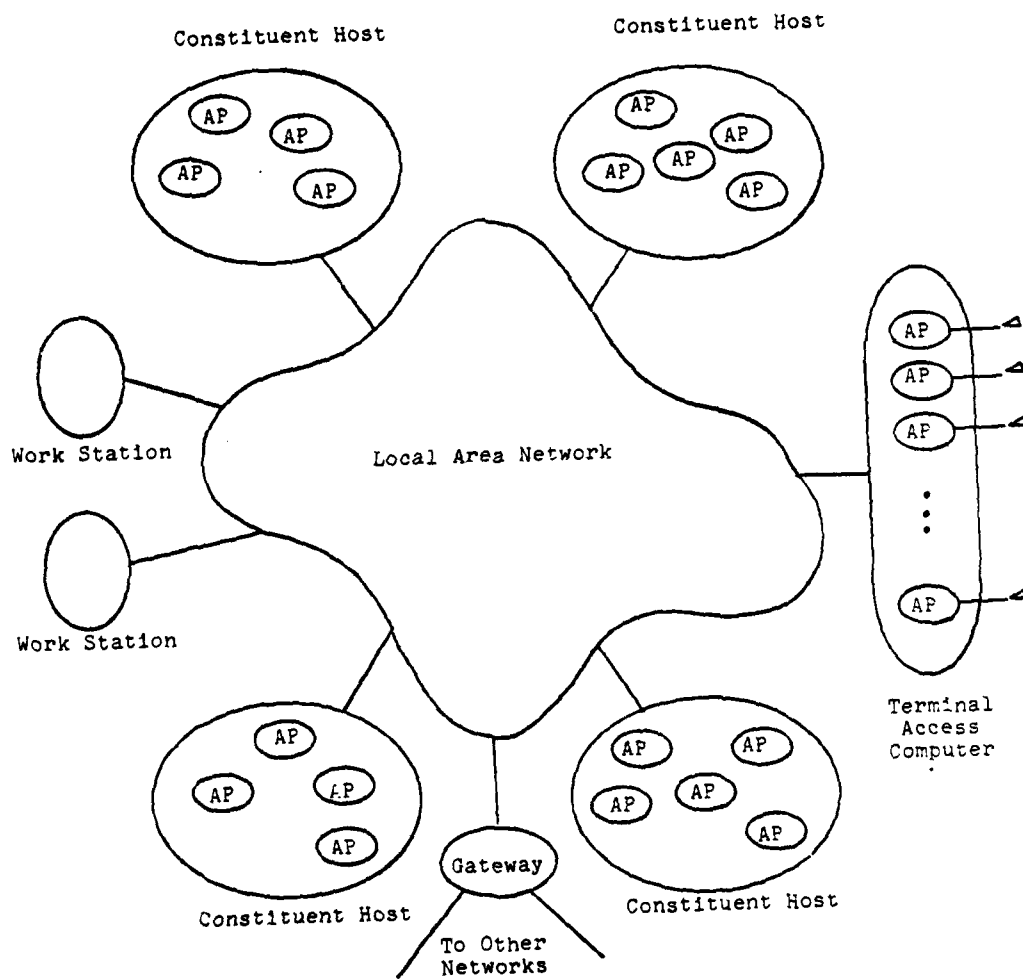 Constituent Host
Constituent Host
AP
AP
AP
AP
AP
AP
AP
AP
AP
AP
AP
AP
Work Station
Local Area Network
AP
Work Station
AP
Terminal
Access
Computer
AP
AP
AP
AP
AP
AP
AP
AP
AP
Gateway
Constituent Host
Constituent Host
To Other
Networks